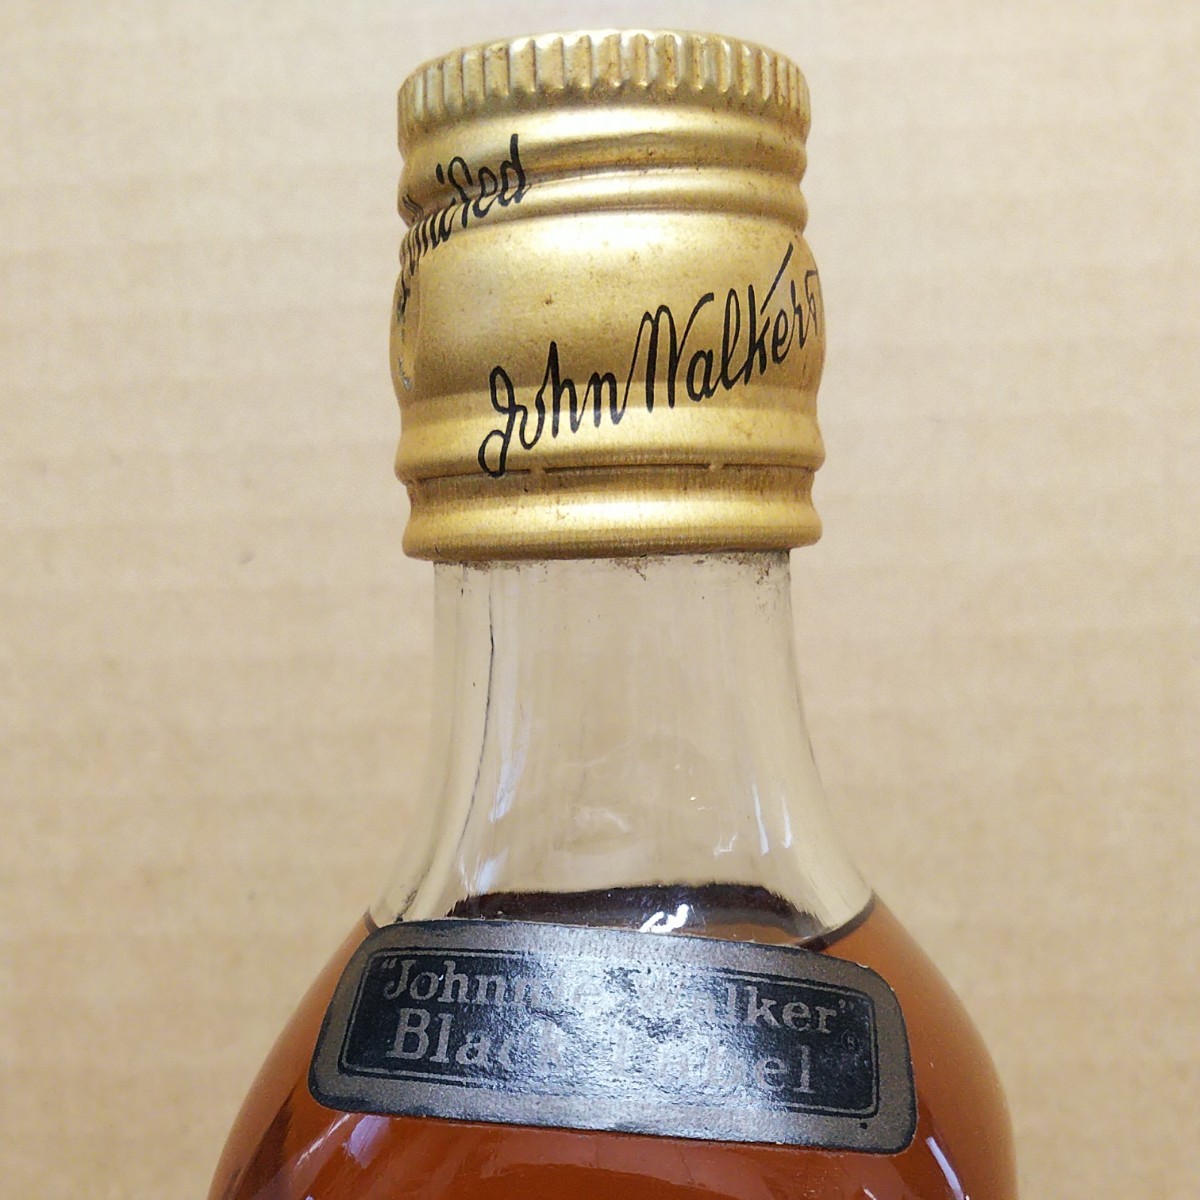 Limited
John Walker &
"Johnnie Walker"
Black Label ®